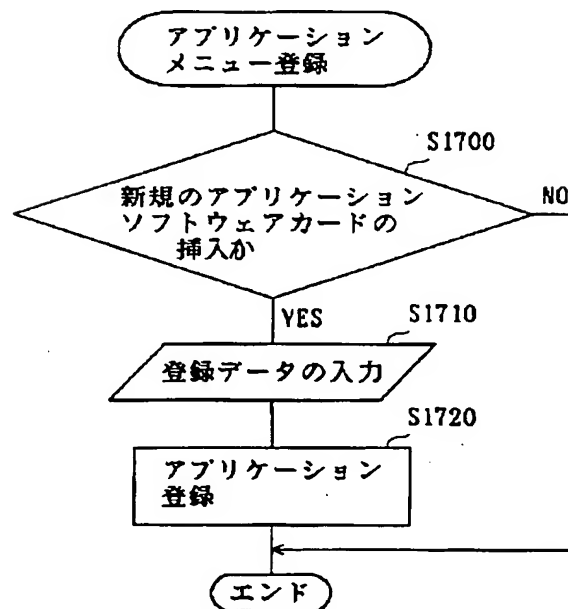 アプリケーション
メニュー登録
S1700
新規のアプリケーション
ソフトウェアカードの
挿入か
NO
YES
S1710
登録データの入力
S1720
アプリケーション
登録
エンド